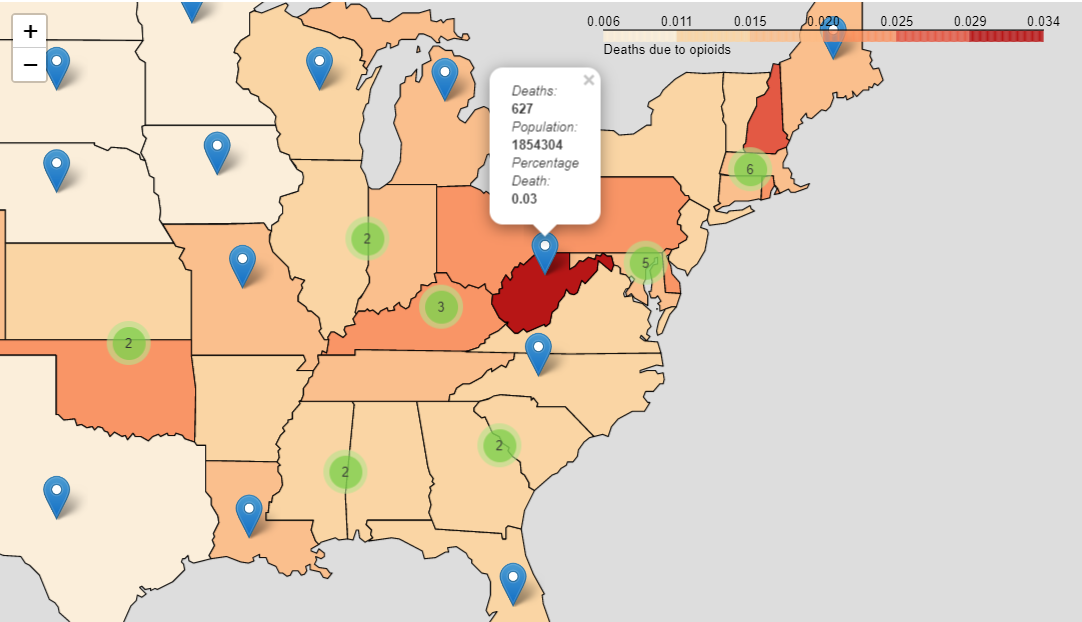 +
−
0.006 0.011 0.015 0.020 0.025 0.029 0.034
Deaths due to opioids
×
Deaths:
627
Population:
1854304
Percentage
Death:
0.03
6
2
5
3
2
2
2